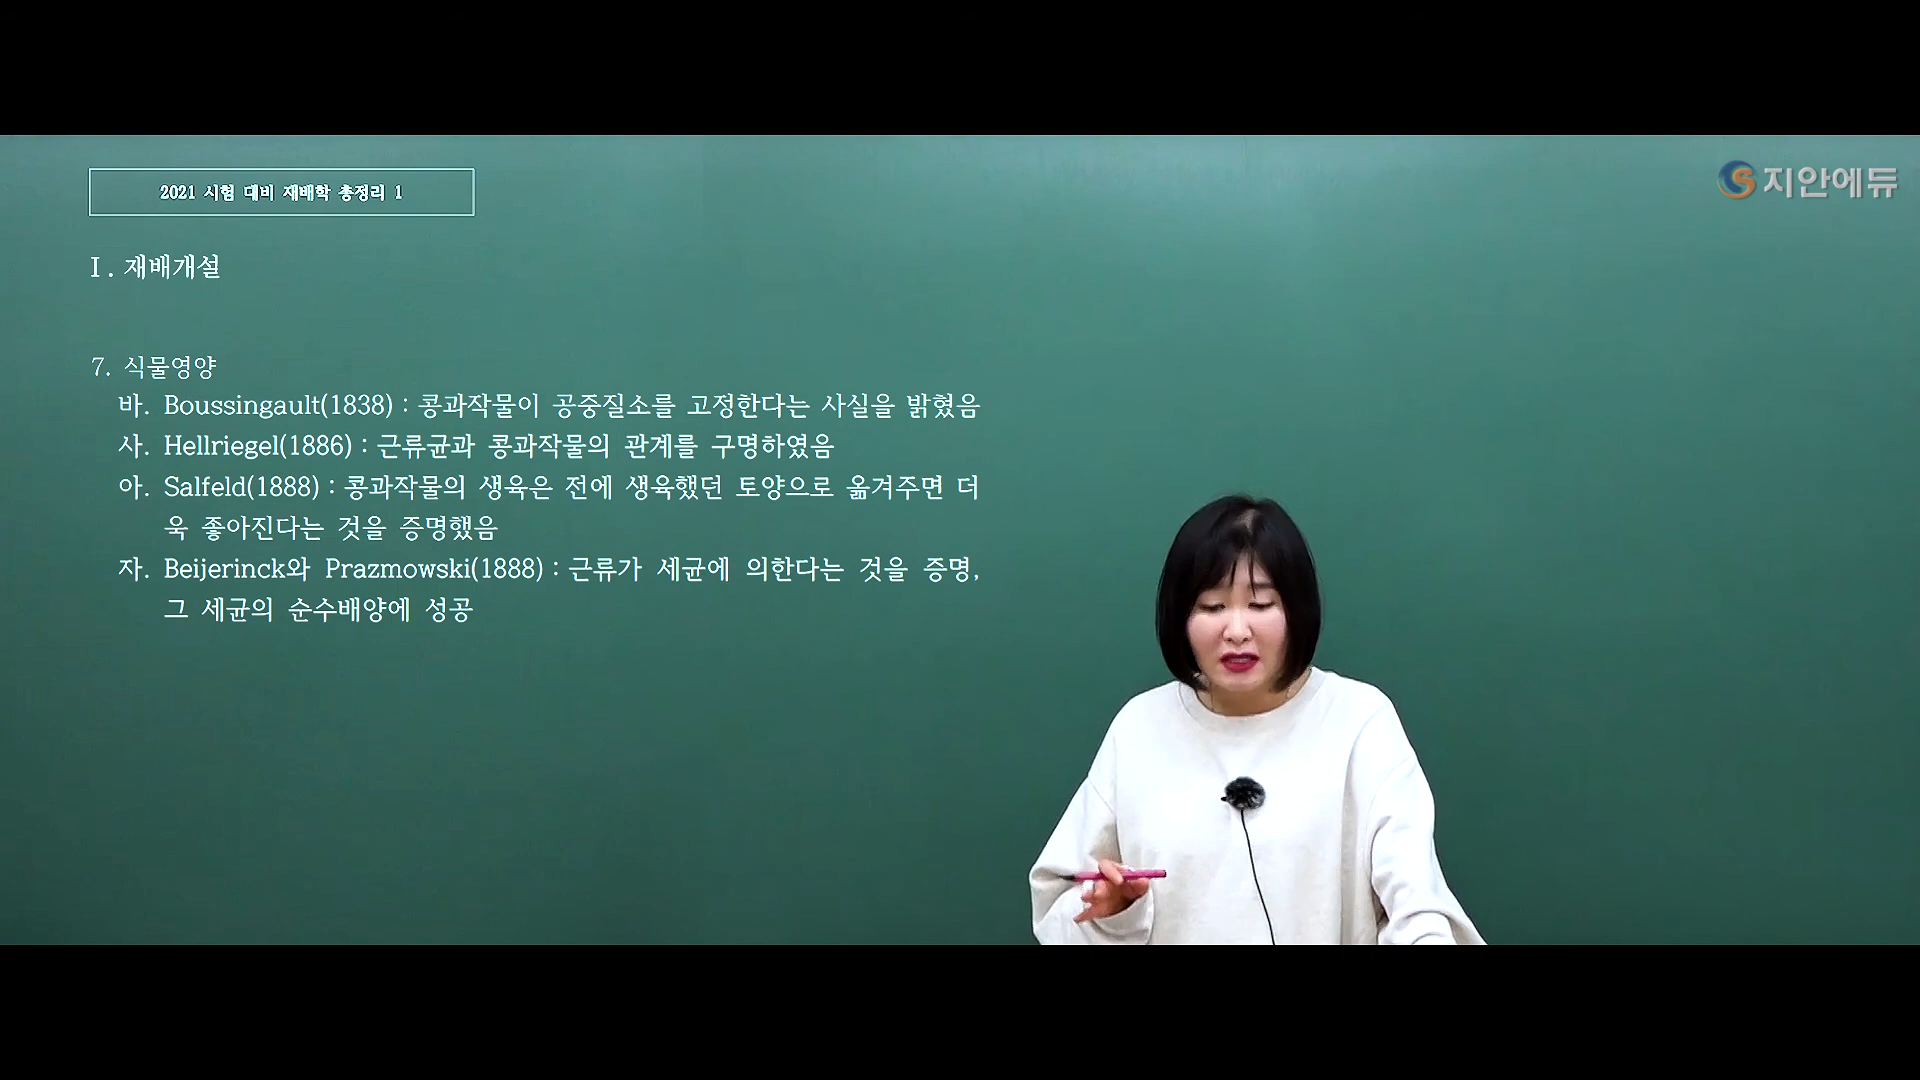 2021 시험 대비 재배학 총정리 1
지안에듀
Ⅰ. 재배개설
7. 식물영양
바. Boussingault(1838) : 콩과작물이 공중질소를 고정한다는 사실을 밝혔음
사. Hellriegel(1886) : 근류균과 콩과작물의 관계를 구명하였음
아. Salfeld(1888) : 콩과작물의 생육은 전에 생육했던 토양으로 옮겨주면 더
욱 좋아진다는 것을 증명했음
자. Beijerinck와 Prazmowski(1888) : 근류가 세균에 의한다는 것을 증명,
그 세균의 순수배양에 성공